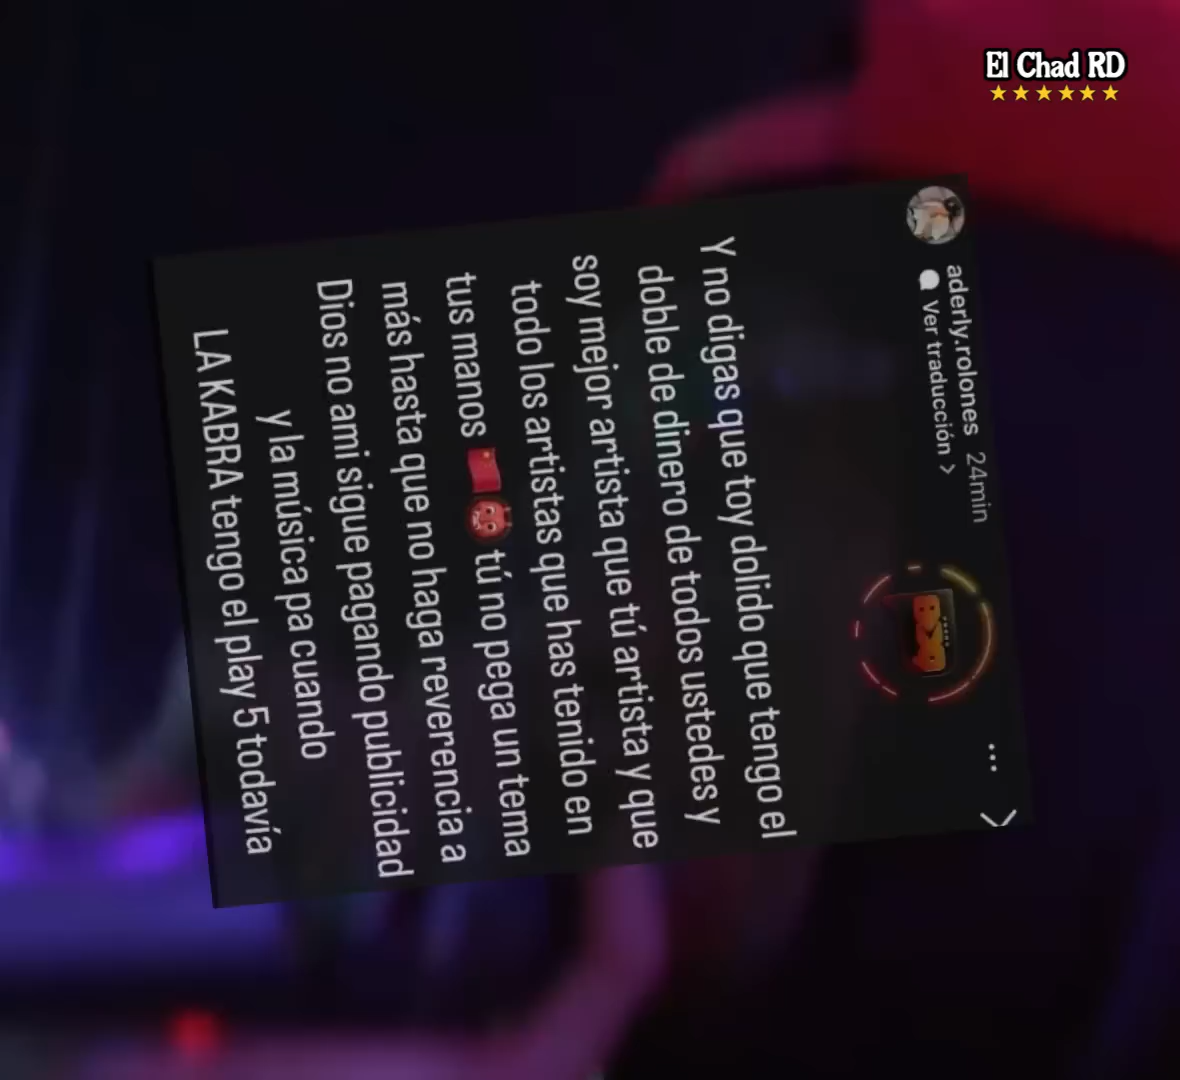 El Chad RD
aderly.rolones 24min
Ver traducción >
Y no digas que toy dolido que tengo el
doble de dinero de todos ustedes y
soy mejor artista que tú artista y que
todo los artistas que has tenido en
tus manos 🇨🇳👹 tú no pega un tema
más hasta que no haga reverencia a
Dios no ami sigue pagando publicidad
y la música pa cuando
LA KABRA tengo el play 5 todavía